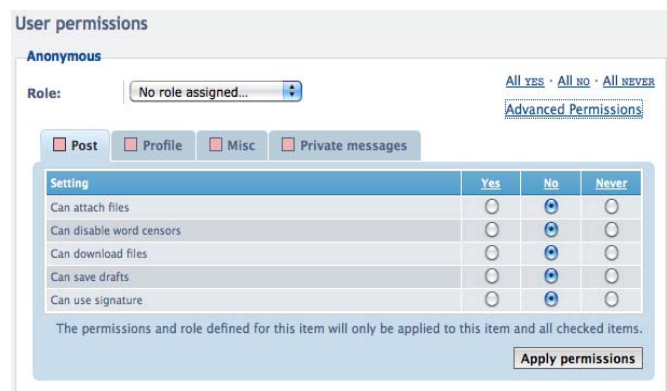 User permissions
Anonymous
Role: No role assigned... All YES · All NO · All NEVER
Advanced Permissions
Post Profile Misc Private messages
Setting Yes No Never
Can attach files
Can disable word censors
Can download files
Can save drafts
Can use signature
The permissions and role defined for this item will only be applied to this item and all checked items.
Apply permissions